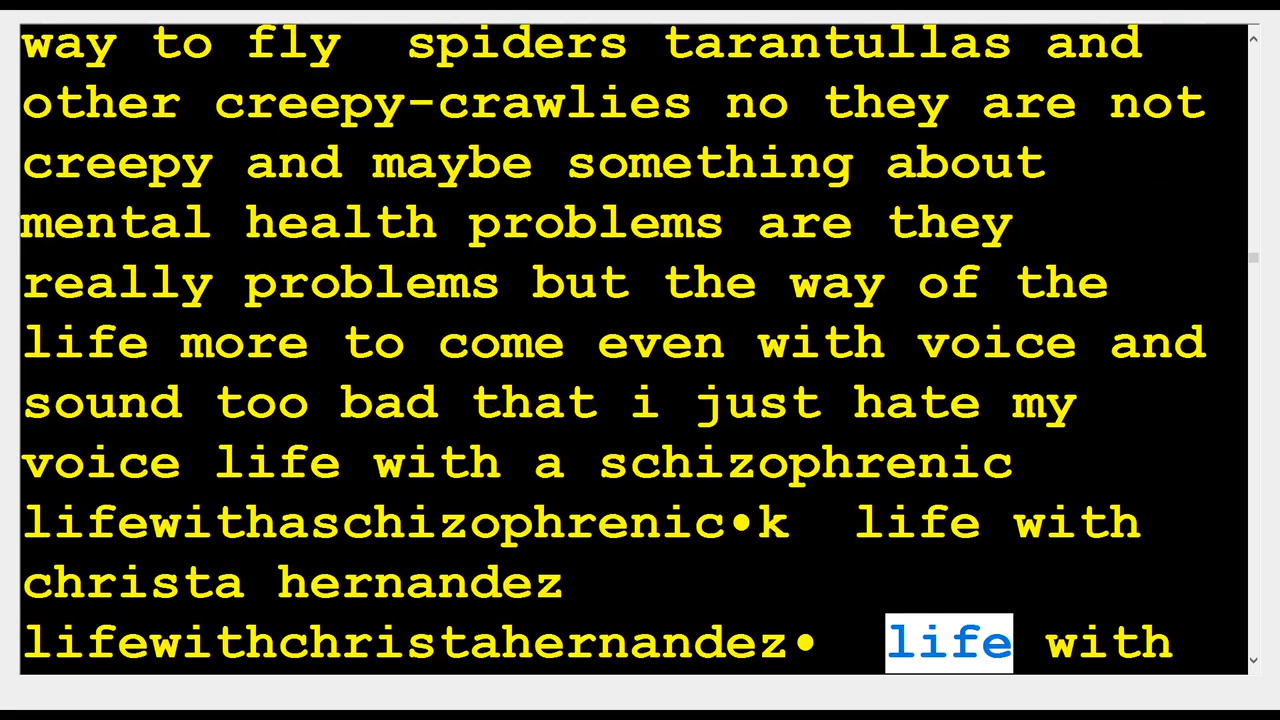 way to fly  spiders tarantullas and
other creepy-crawlies no they are not
creepy and maybe something about
mental health problems are they
really problems but the way of the
life more to come even with voice and
sound too bad that i just hate my
voice life with a schizophrenic
lifewithaschizophrenic•k  life with
christa hernandez
lifewithchristahernandez•  life with